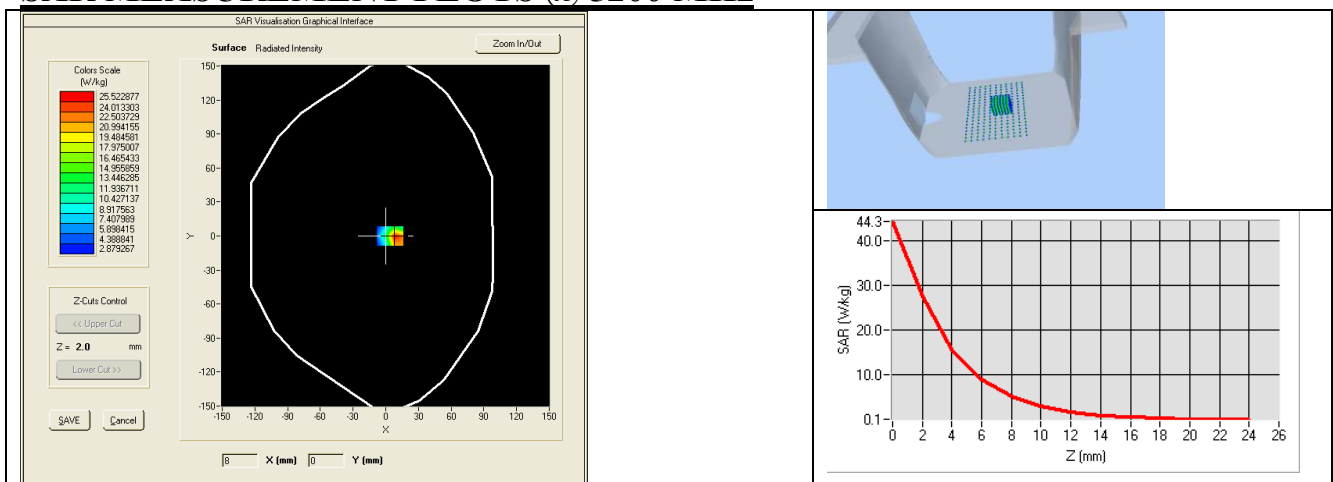 SAR MEASUREMENT PLOTS @ 5200 MHz
SAR Visualisation Graphical Interface
Surface Radiated Intensity
Zoom In/Out
Colors Scale
(W/kg)
25.522877
24.013303
22.503729
20.994155
19.484581
17.975007
16.465433
14.955859
13.446285
11.936711
10.427137
8.917563
7.407989
5.898415
4.388841
2.879267
Z-Cuts Control
<< Upper Cut
Z = 2.0 mm
Lower Cut >>
SAVE Cancel
150
120
90
60
30
0
-30
-60
-90
-120
-150
Y
-150 -120 -90 -60 -30 0 30 60 90 120 150
X
8 X (mm) 0 Y (mm)
44.3
40.0
30.0
20.0
10.0
0.1
SAR (W/kg)
0 2 4 6 8 10 12 14 16 18 20 22 24 26
Z (mm)